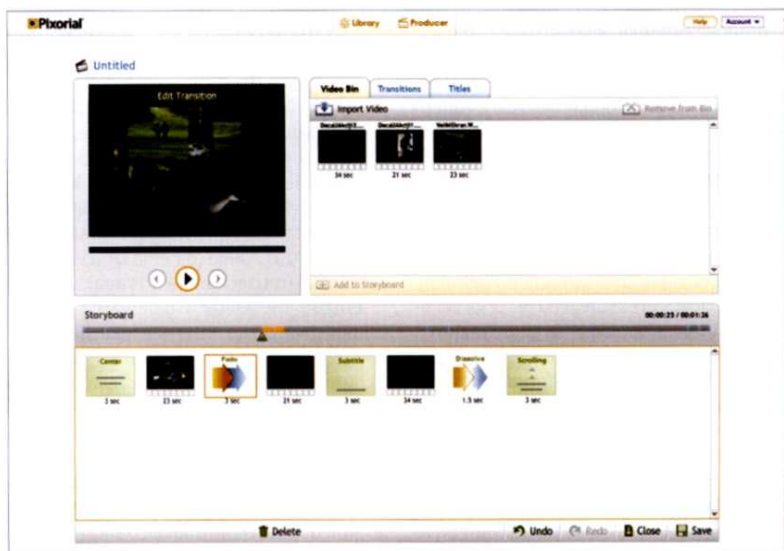 Pixorial
Library Producer
Help Account
Untitled
Edit Transition
Video Bin Transitions Titles
Import Video Remove from Bin
34 sec 21 sec 23 sec
Add to Storyboard
Storyboard 00:00:25 / 00:01:26
Center Fade Subtitle Dissolve Scrolling
3 sec 23 sec 3 sec 21 sec 3 sec 34 sec 1.5 sec 3 sec
Delete Undo Redo Close Save